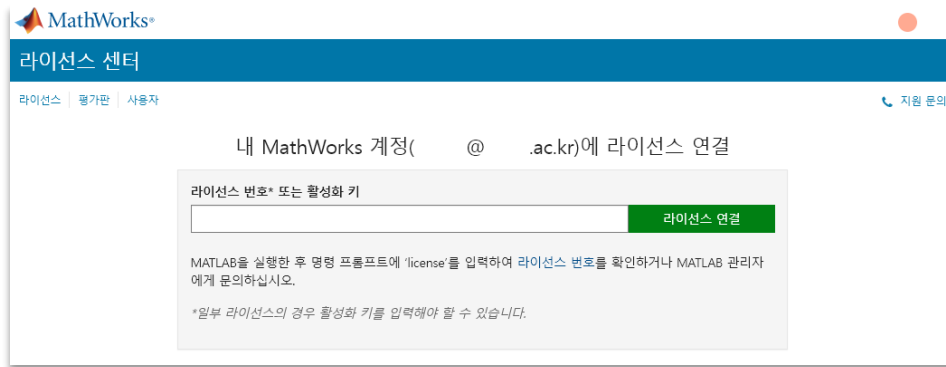 MathWorks®
라이선스 센터
라이선스 평가판 사용자
지원 문의
내 MathWorks 계정( @ .ac.kr)에 라이선스 연결
라이선스 번호* 또는 활성화 키
라이선스 연결
MATLAB을 실행한 후 명령 프롬프트에 'license'를 입력하여 라이선스 번호를 확인하거나 MATLAB 관리자
에게 문의하십시오.
*일부 라이선스의 경우 활성화 키를 입력해야 할 수 있습니다.